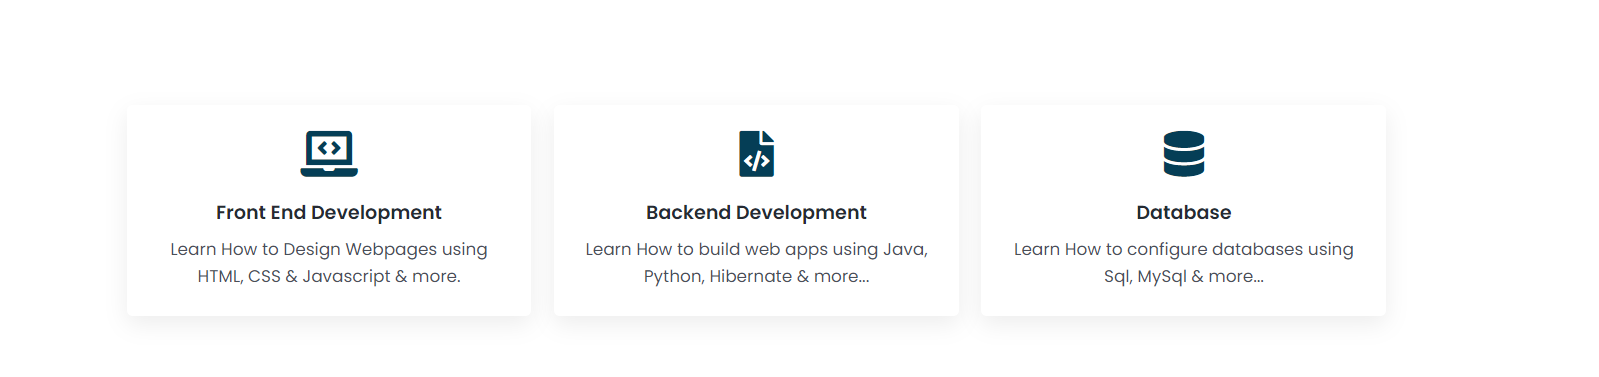 Front End Development
Learn How to Design Webpages using
HTML, CSS & Javascript & more.
Backend Development
Learn How to build web apps using Java,
Python, Hibernate & more...
Database
Learn How to configure databases using
Sql, MySql & more...